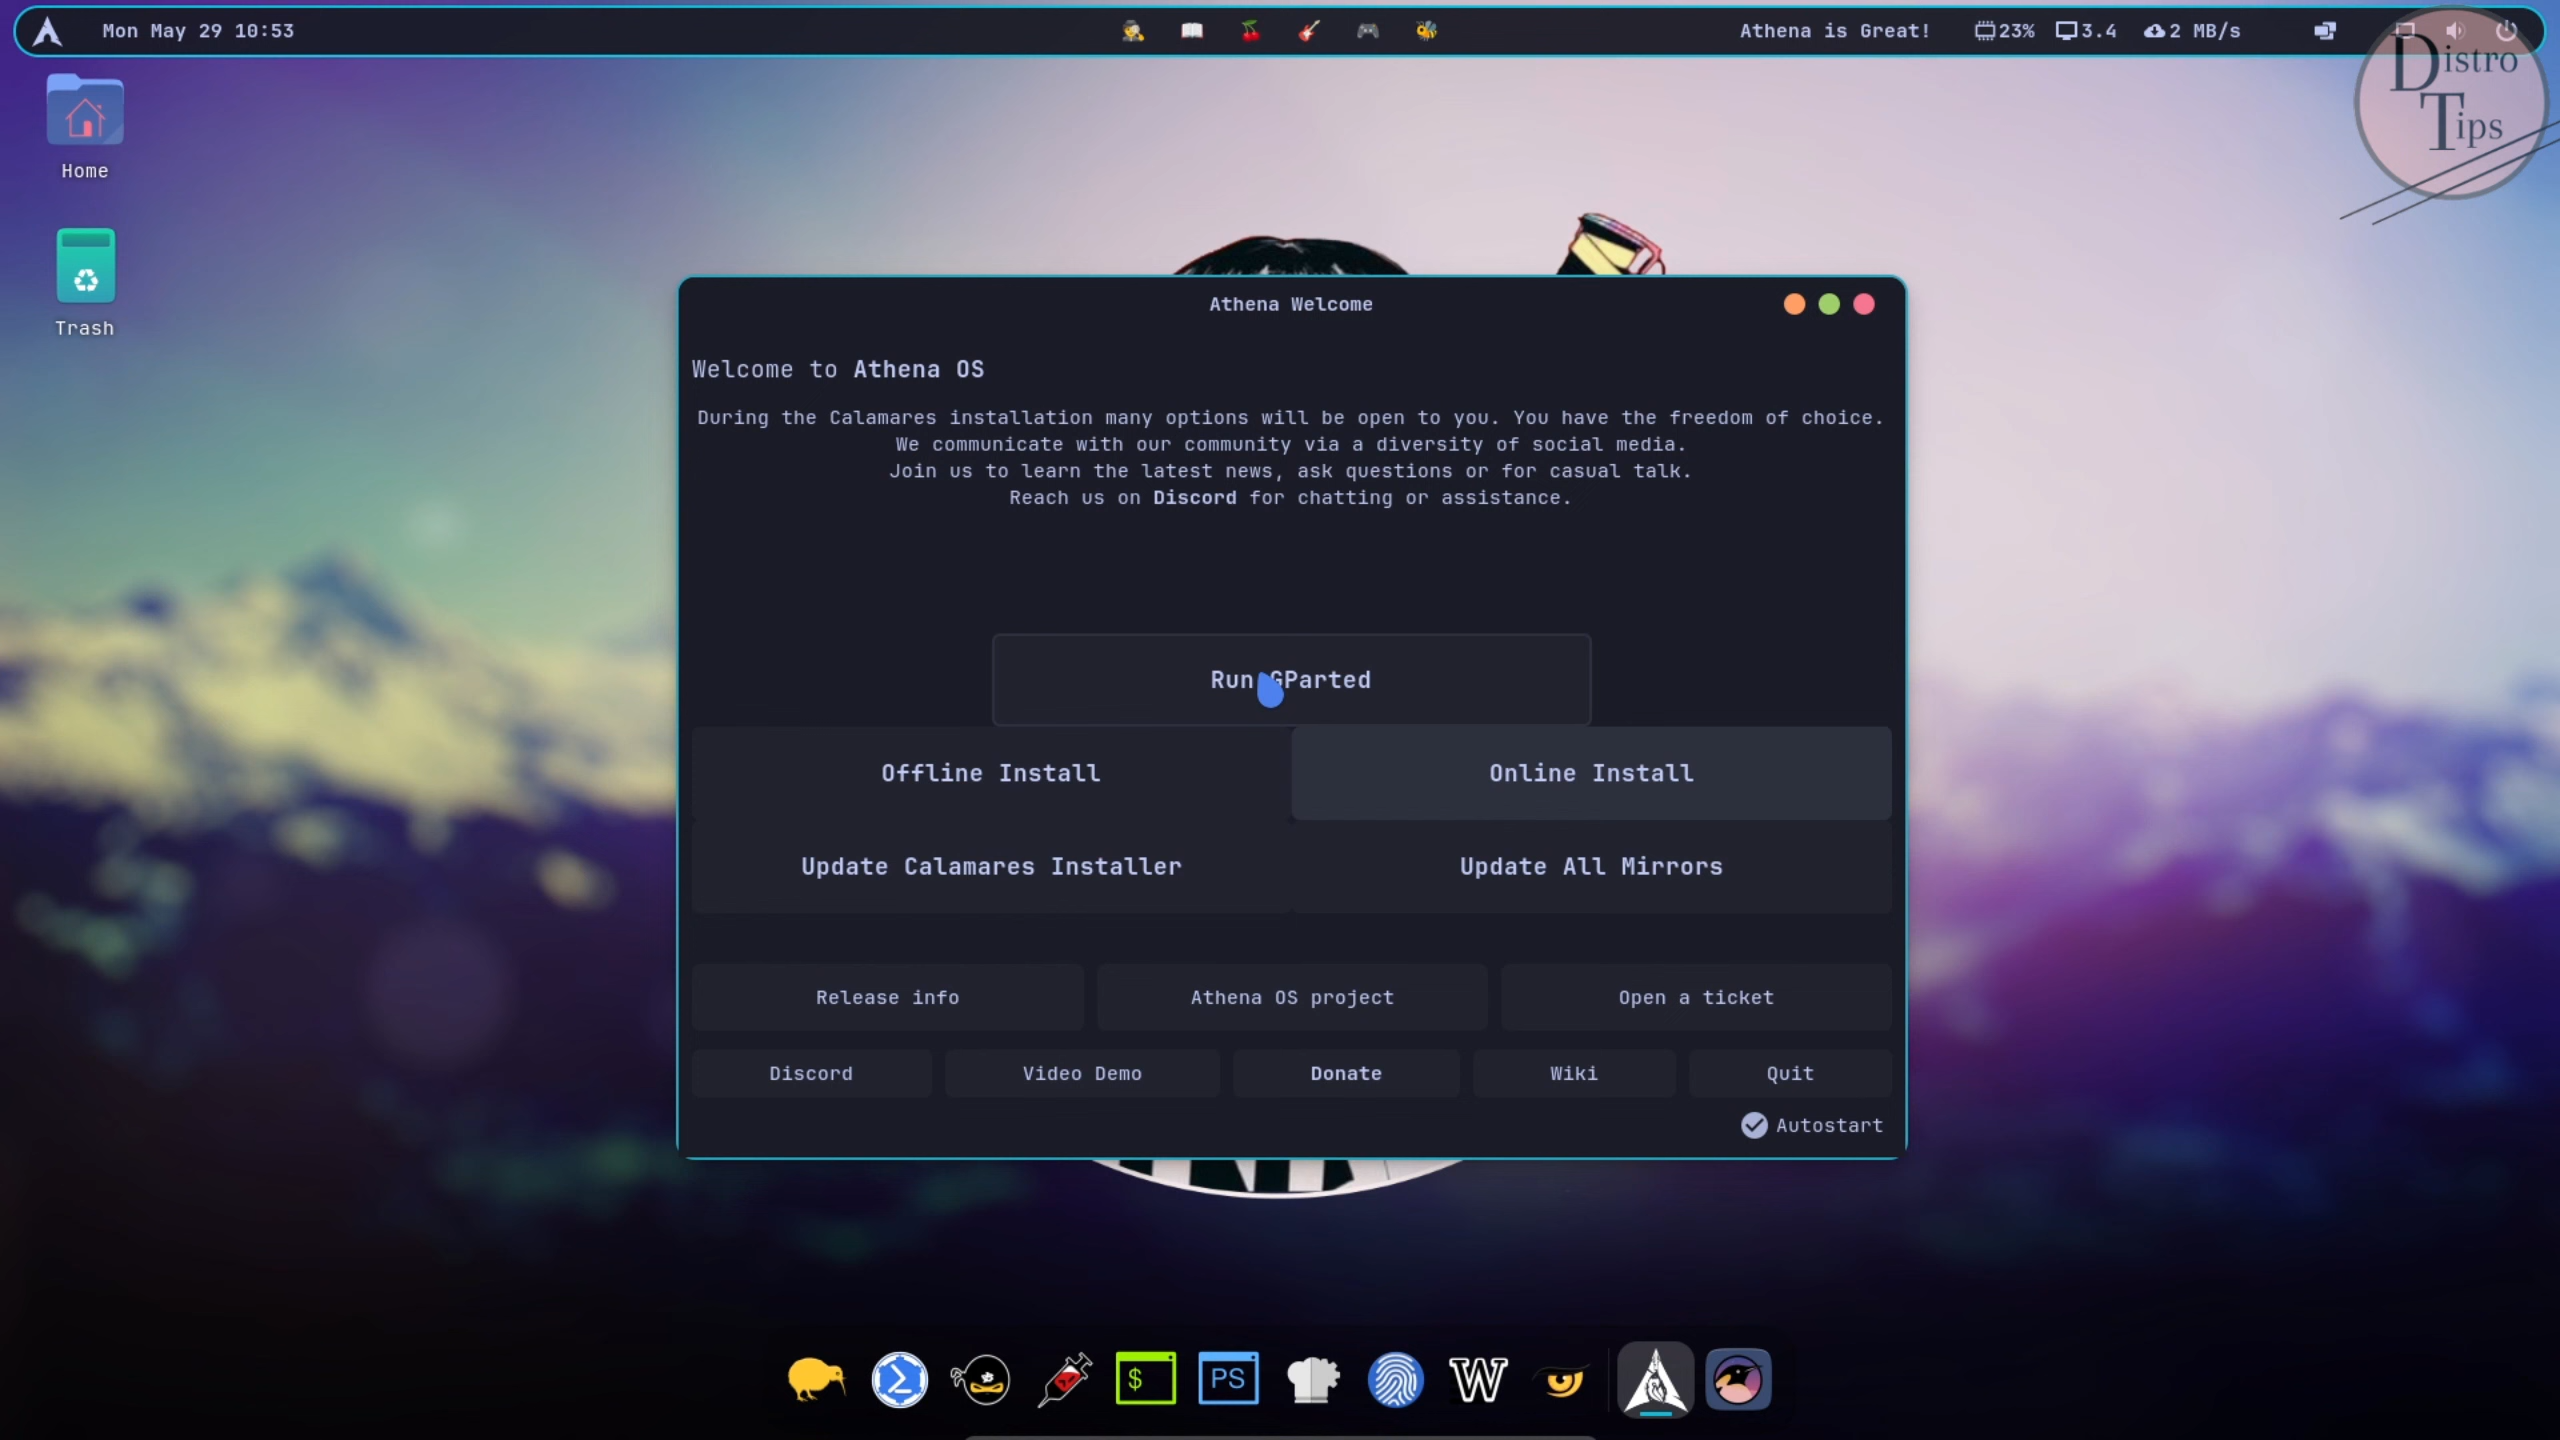 Mon May 29 10:53
Athena is Great!
23%
3.4
2 MB/s
Distro
Tips
Home
Trash
Athena Welcome
Welcome to Athena OS
During the Calamares installation many options will be open to you. You have the freedom of choice.
We communicate with our community via a diversity of social media.
Join us to learn the latest news, ask questions or for casual talk.
Reach us on Discord for chatting or assistance.
Run GParted
Offline Install
Online Install
Update Calamares Installer
Update All Mirrors
Release info
Athena OS project
Open a ticket
Discord
Video Demo
Donate
Wiki
Quit
Autostart
$
PS
W